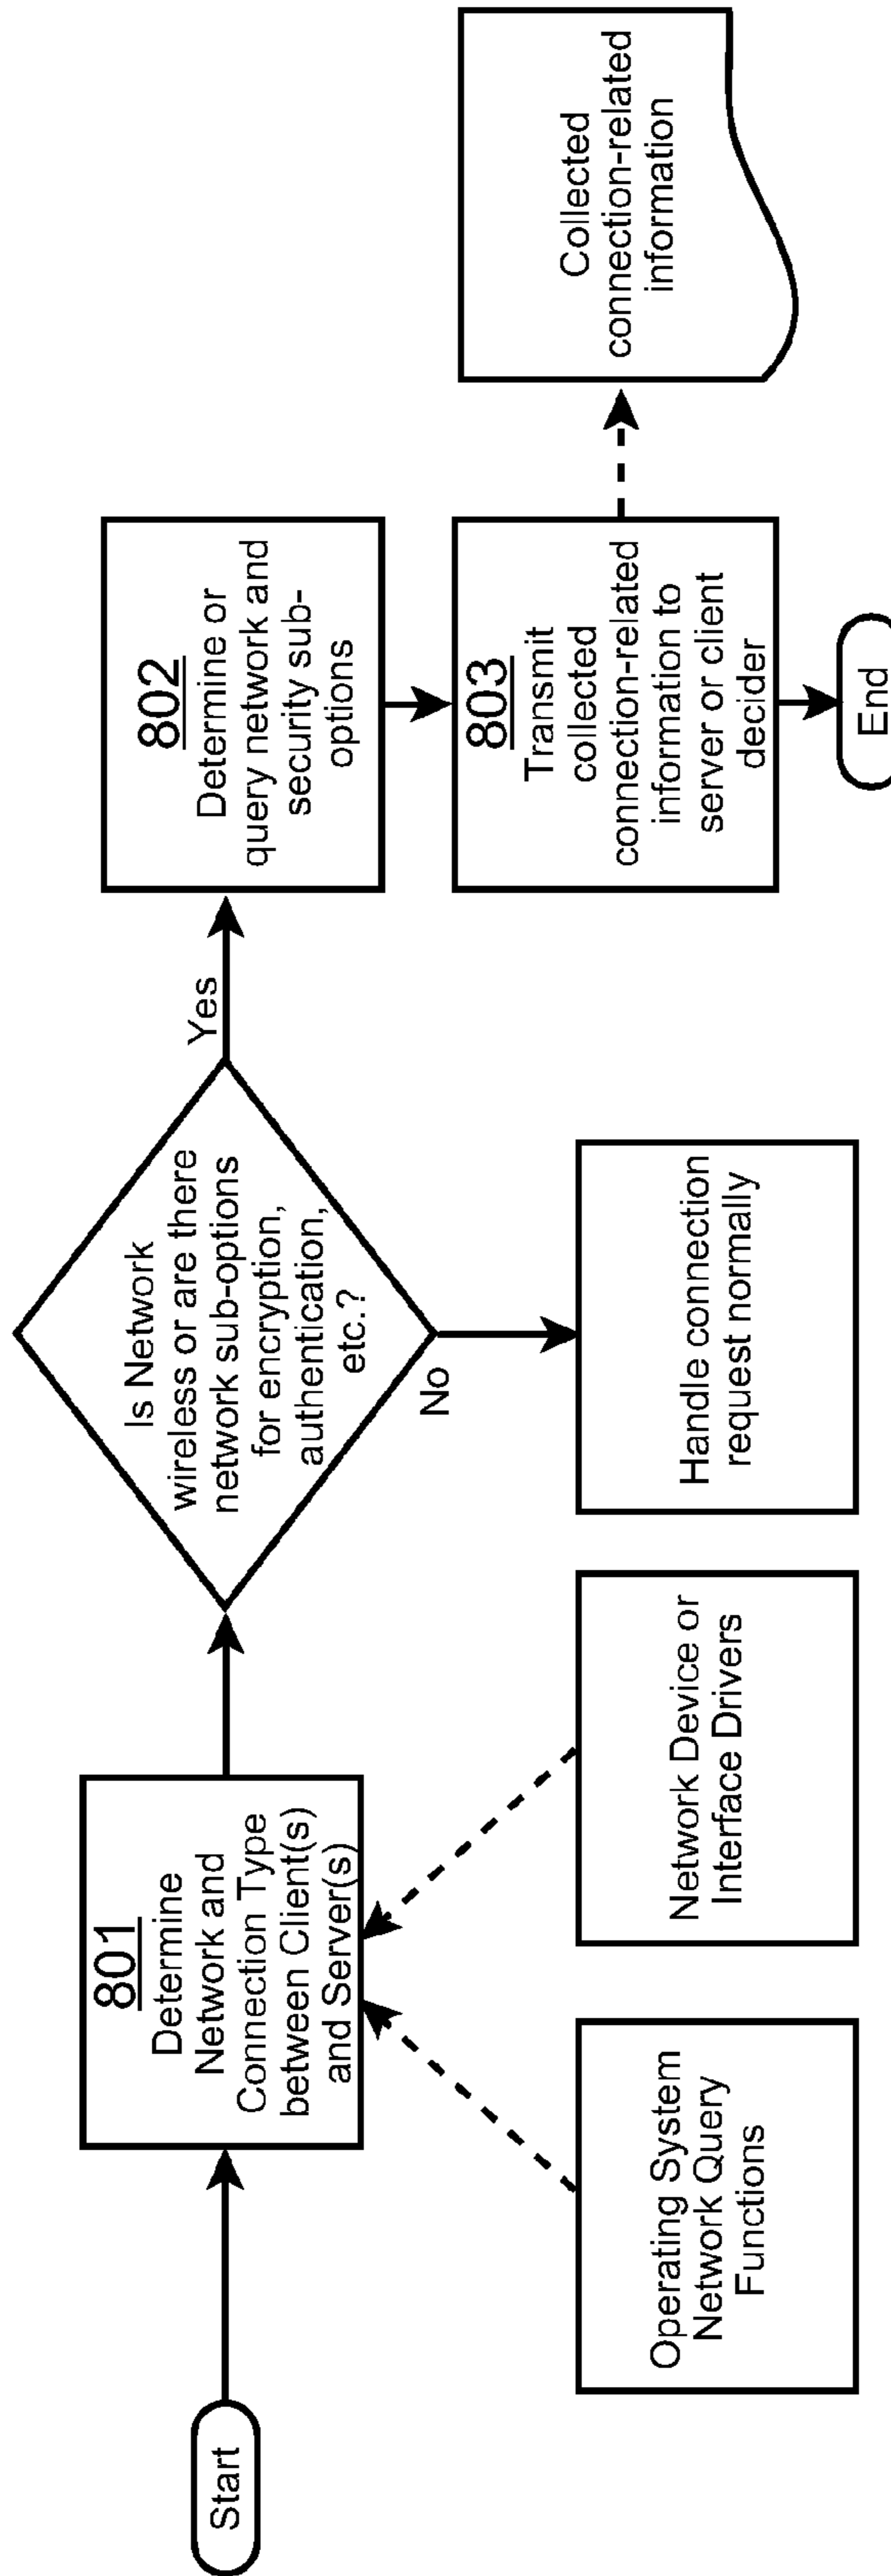 Start
801
Determine
Network and
Connection Type
between Client(s)
and Server(s)
Operating System
Network Query
Functions
Network Device or
Interface Drivers
Is Network
wireless or are there
network sub-options
for encryption,
authentication,
etc.?
Yes
No
Handle connection
request normally
802
Determine or
query network and
security sub-
options
803
Transmit
collected
connection-related
information to
server or client
decider
Collected
connection-related
information
End